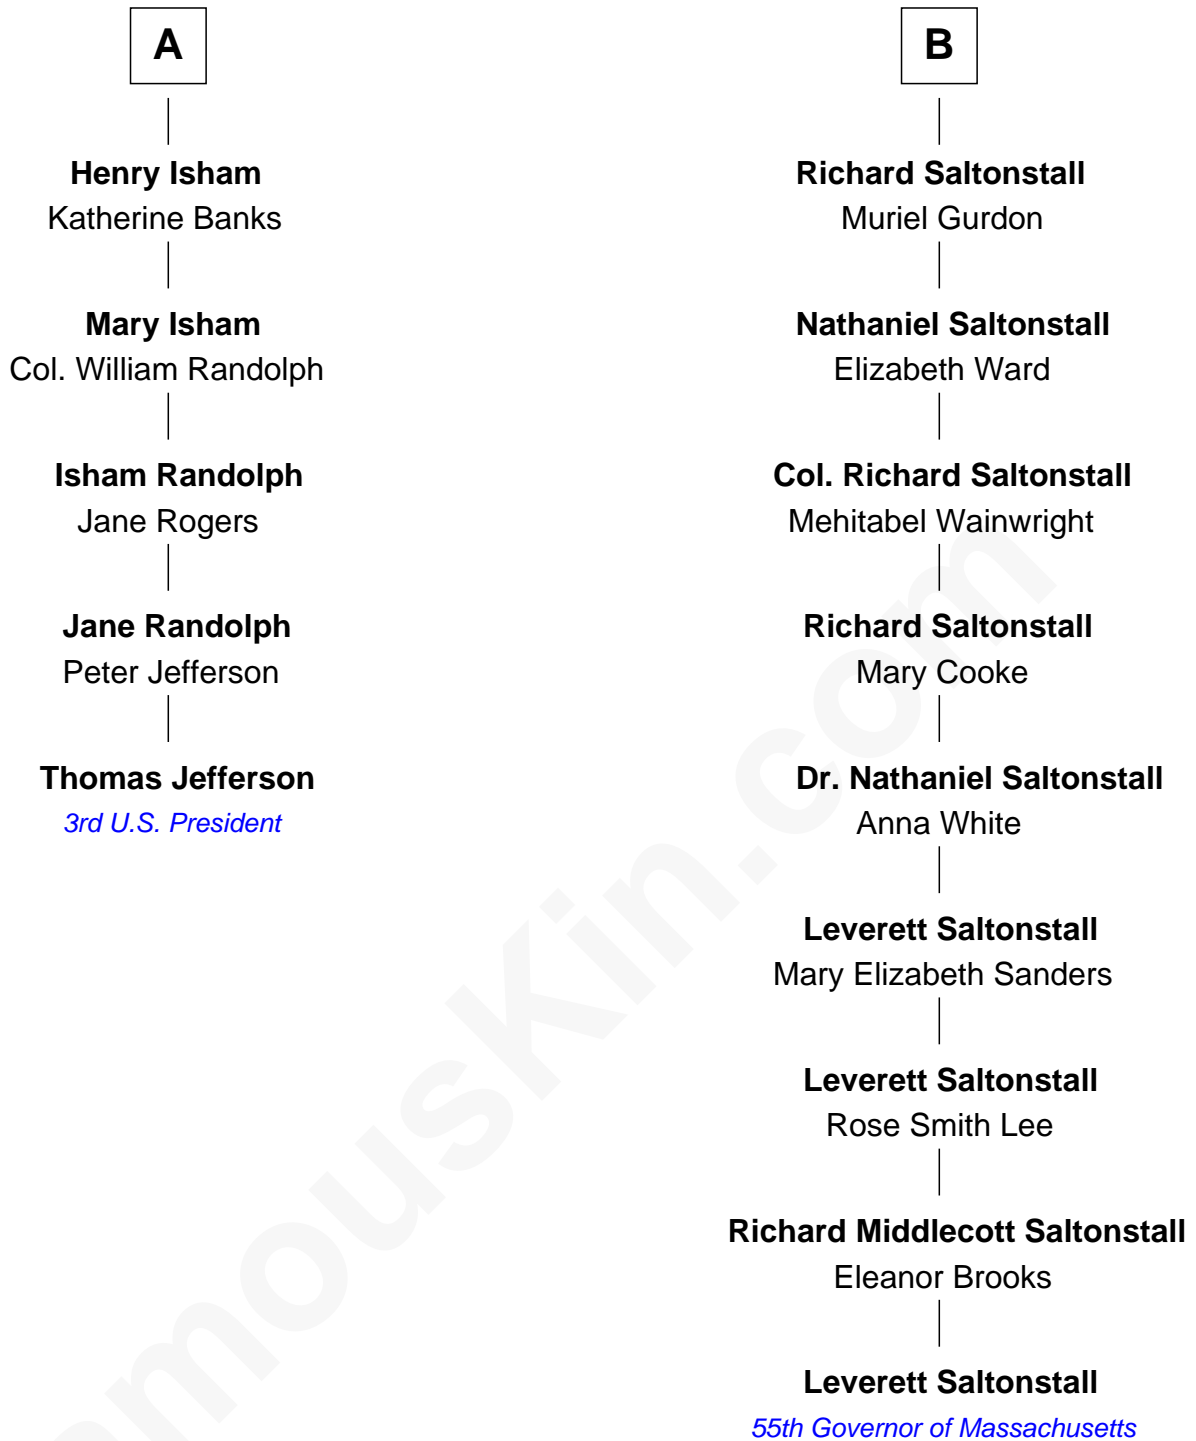 A
Henry Isham
Katherine Banks
Mary Isham
Col. William Randolph
Isham Randolph
Jane Rogers
Jane Randolph
Peter Jefferson
Thomas Jefferson
3rd U.S. President
B
Richard Saltonstall
Muriel Gurdon
Nathaniel Saltonstall
Elizabeth Ward
Col. Richard Saltonstall
Mehitabel Wainwright
Richard Saltonstall
Mary Cooke
Dr. Nathaniel Saltonstall
Anna White
Leverett Saltonstall
Mary Elizabeth Sanders
Leverett Saltonstall
Rose Smith Lee
Richard Middlecott Saltonstall
Eleanor Brooks
Leverett Saltonstall
55th Governor of Massachusetts
amouskin.com